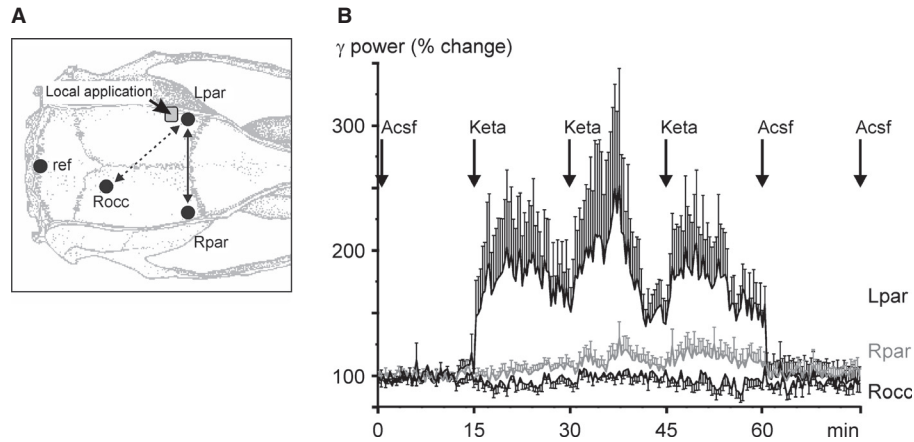 A
Local application
Lpar
ref
Rocc
Rpar
B
γ power (% change)
300
200
100
Acsf
Keta
Keta
Keta
Acsf
Acsf
Lpar
Rpar
Rocc
0
15
30
45
60
min